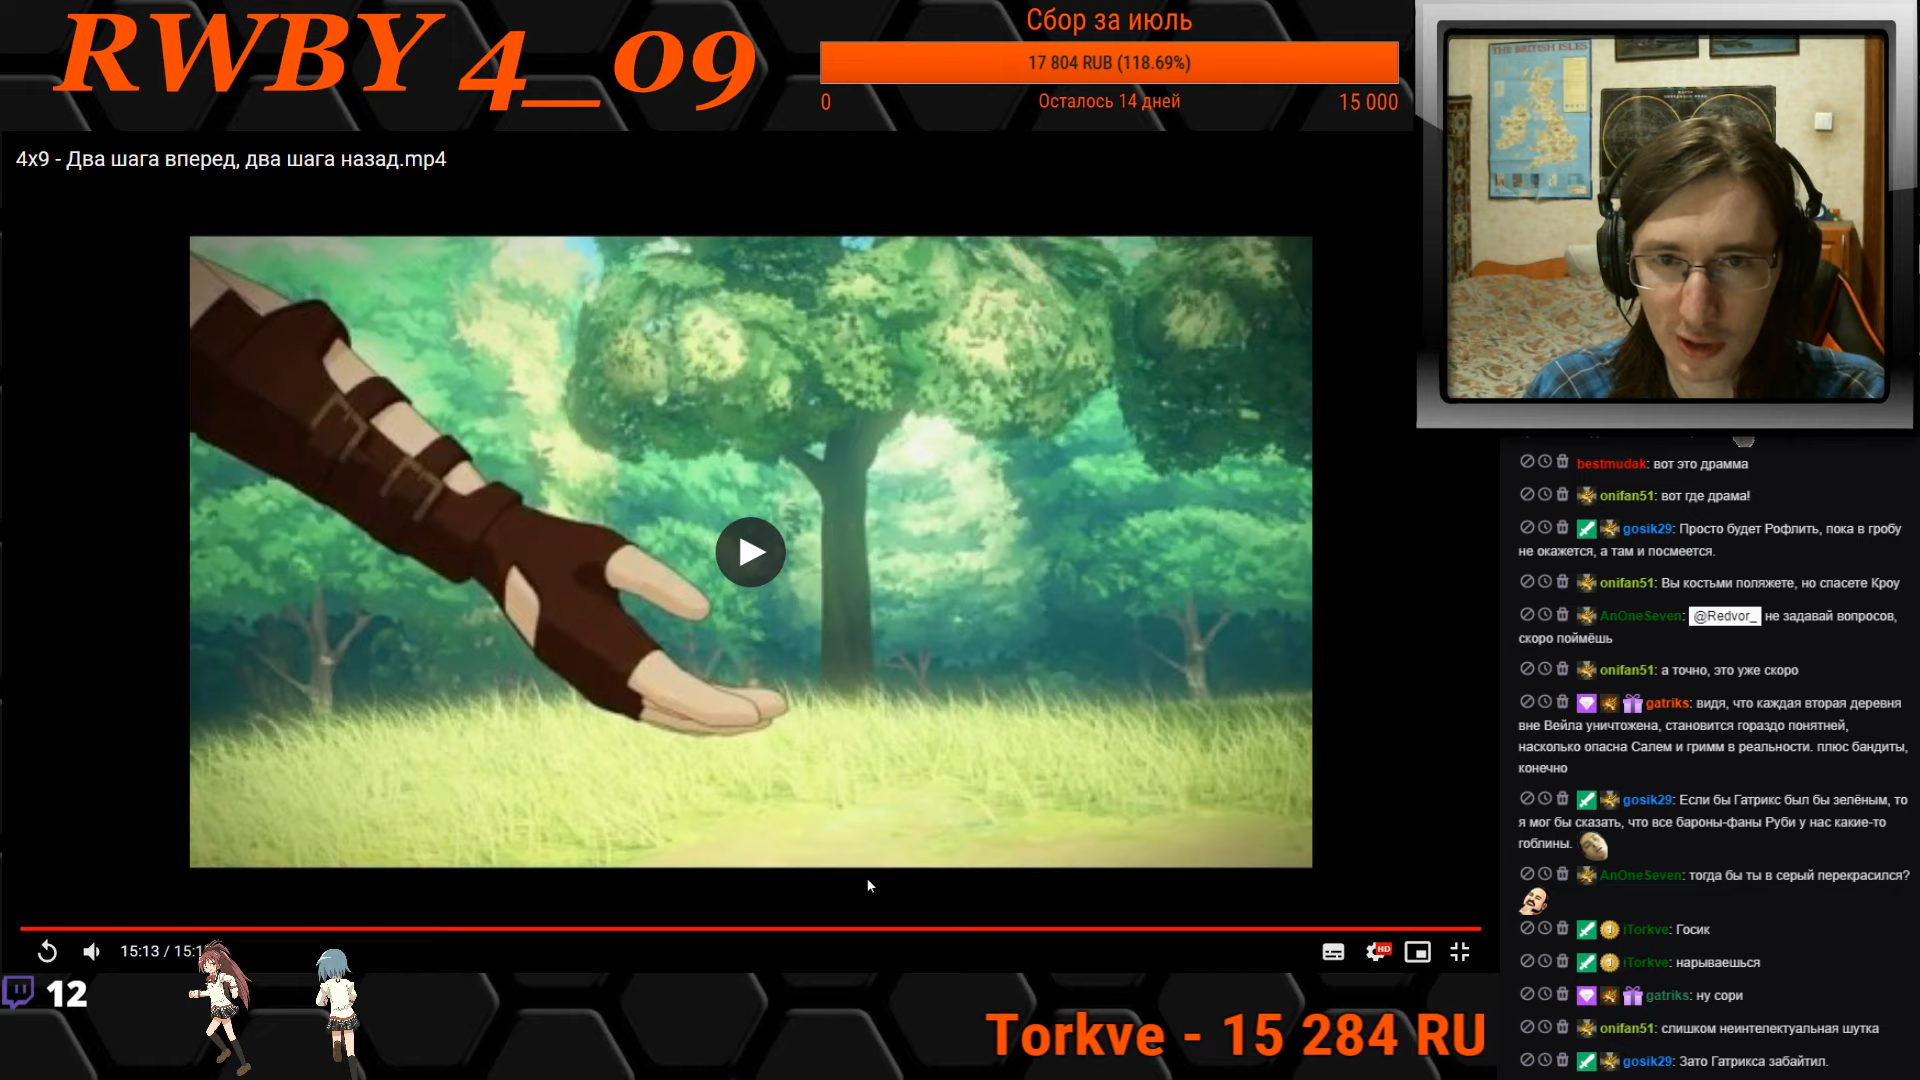 RWBY 4_09
Сбор за июль
17 804 RUB (118.69%)
0
Осталось 14 дней
15 000
THE BRITISH ISLES
4x9 - Два шага вперед, два шага назад.mp4
bestmudak: вот это драмма
onifan51: вот где драма!
gosik29: Просто будет Рофлить, пока в гробу
не окажется, а там и посмеется.
onifan51: Вы костьми поляжете, но спасете Кроу
AnOneSeven: @Redvor_ не задавай вопросов,
скоро поймёшь
onifan51: а точно, это уже скоро
gatriks: видя, что каждая вторая деревня
вне Вейла уничтожена, становится гораздо понятней,
насколько опасна Салем и гримм в реальности. плюс бандиты,
конечно
gosik29: Если бы Гатрикс был бы зелёным, то
я мог бы сказать, что все бароны-фаны Руби у нас какие-то
гоблины.
AnOneSeven: тогда бы ты в серый перекрасился?
iTorkve: Госик
iTorkve: нарываешься
gatriks: ну сори
onifan51: слишком неинтелектуальная шутка
gosik29: Зато Гатрикса забайтил.
15:13 / 15:1
HD
12
Torkve - 15 284 RU